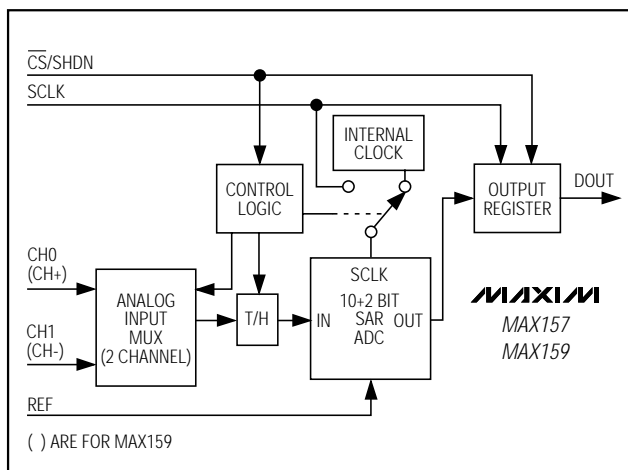 C̅S̅/SHDN
SCLK
INTERNAL
CLOCK
CONTROL
LOGIC
OUTPUT
REGISTER
DOUT
CH0
(CH+)
ANALOG
INPUT
MUX
(2 CHANNEL)
T/H
SCLK
10+2 BIT
IN SAR OUT
ADC
CH1
(CH-)
MAXIM
MAX157
MAX159
REF
( ) ARE FOR MAX159